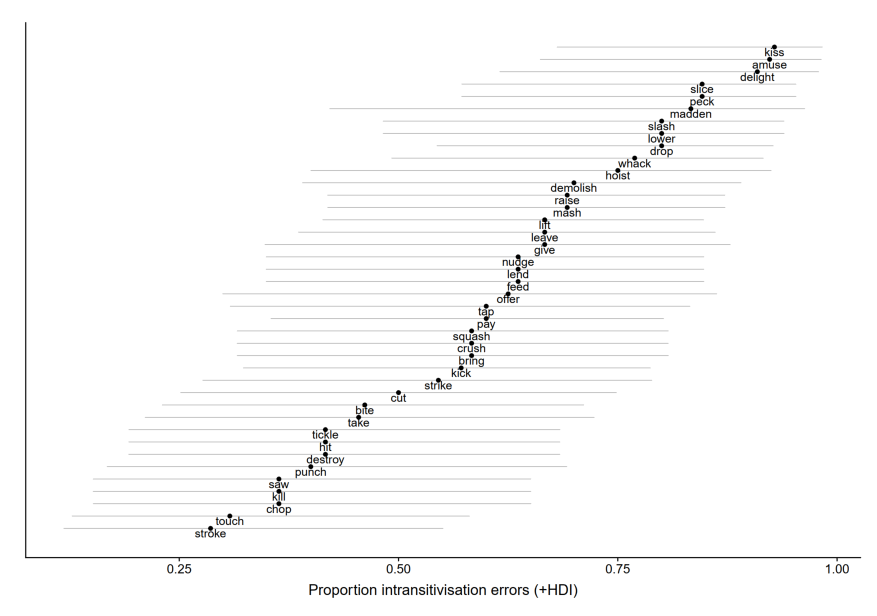 kiss
amuse
delight
slice
peck
madden
slash
lower
drop
whack
hoist
demolish
raise
mash
lift
leave
give
nudge
lend
feed
offer
tap
pay
squash
crush
bring
kick
strike
cut
bite
take
tickle
hit
destroy
punch
saw
kill
chop
touch
stroke
0.25 0.50 0.75 1.00
Proportion intransitivisation errors (+HDI)